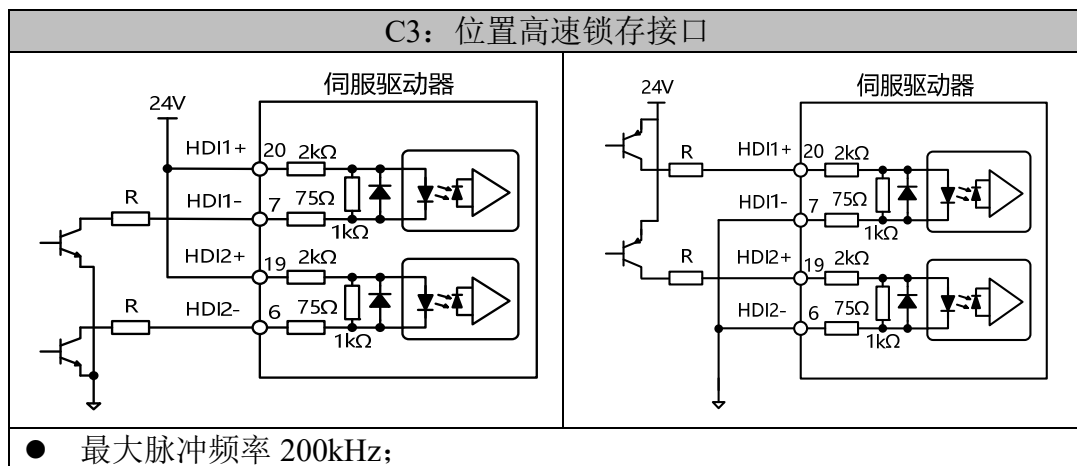 C3：位置高速锁存接口
伺服驱动器
24V
HDI1+
20
2kΩ
R
HDI1-
7
75Ω
1kΩ
HDI2+
19
2kΩ
R
HDI2-
6
75Ω
1kΩ
伺服驱动器
24V
R
HDI1+
20
2kΩ
HDI1-
7
75Ω
1kΩ
R
HDI2+
19
2kΩ
HDI2-
6
75Ω
1kΩ
● 最大脉冲频率 200kHz；